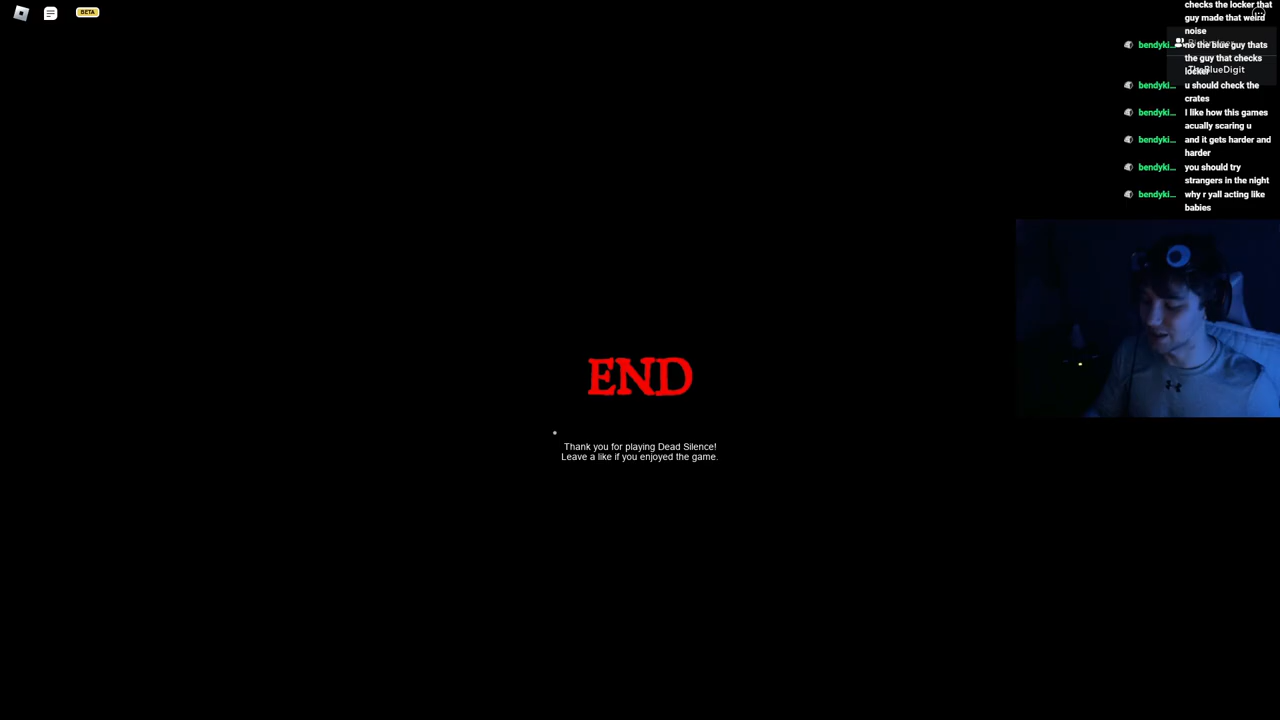 BETA
checks the locker that
guy made that weird
noise
bendyki...
no the blue guy thats
the guy that checks
locker
TheBlueDigit
bendyki...
u should check the
crates
bendyki...
I like how this games
acually scaring u
bendyki...
and it gets harder and
harder
bendyki...
you should try
strangers in the night
bendyki...
why r yall acting like
babies
END
Thank you for playing Dead Silence!
Leave a like if you enjoyed the game.